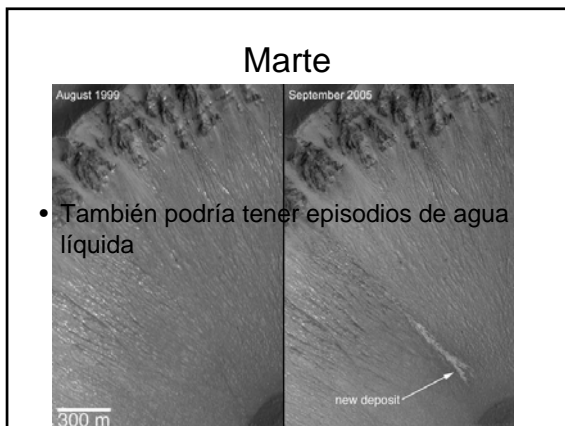 Marte
August 1999
September 2005
• También podría tener episodios de agua
líquida
new deposit
300 m